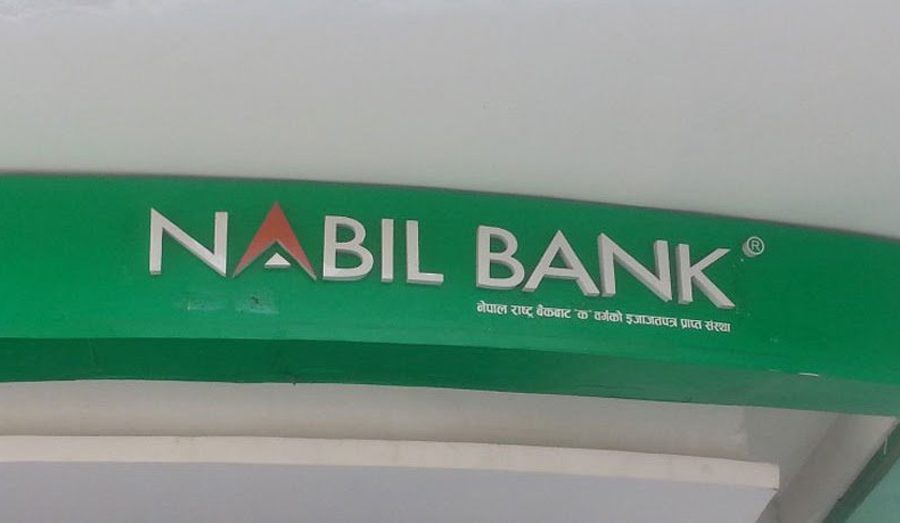 NABIL BANK®
नेपाल राष्ट्र बैंकबाट "क" वर्गको इजाजतपत्र प्राप्त संस्था